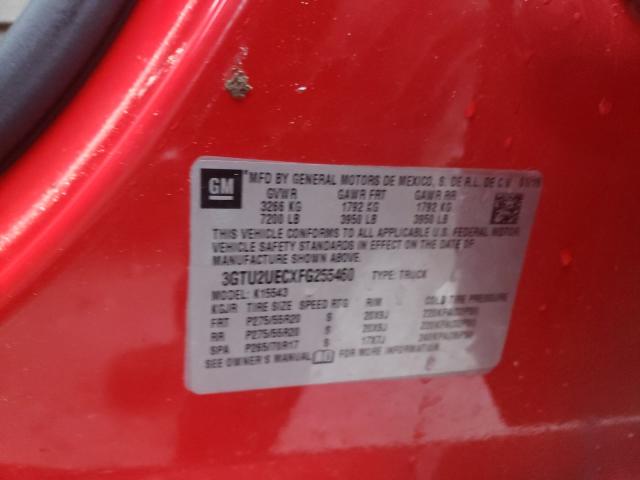 GM
MFD BY GENERAL MOTORS DE MEXICO, S. DE R.L. DE C.V.
GVWR GAWR FRT GAWR RR
3266 KG 1792 KG 1792 KG
7200 LB 3950 LB 3950 LB
THIS VEHICLE CONFORMS TO ALL APPLICABLE U.S. FEDERAL MOTOR
VEHICLE SAFETY STANDARDS IN EFFECT ON THE DATE OF
MANUFACTURE SHOWN ABOVE.
3GTU2UECXFG255460 TYPE: TRUCK
MODEL: K15543
KGJR TIRE SIZE SPEED RTG RIM COLD TIRE PRESSURE
FRT P275/55R20 S 20X9J
RR P275/55R20 S 20X9J
SPA P265/70R17 S 17X7J
SEE OWNER'S MANUAL FOR MORE INFORMATION.